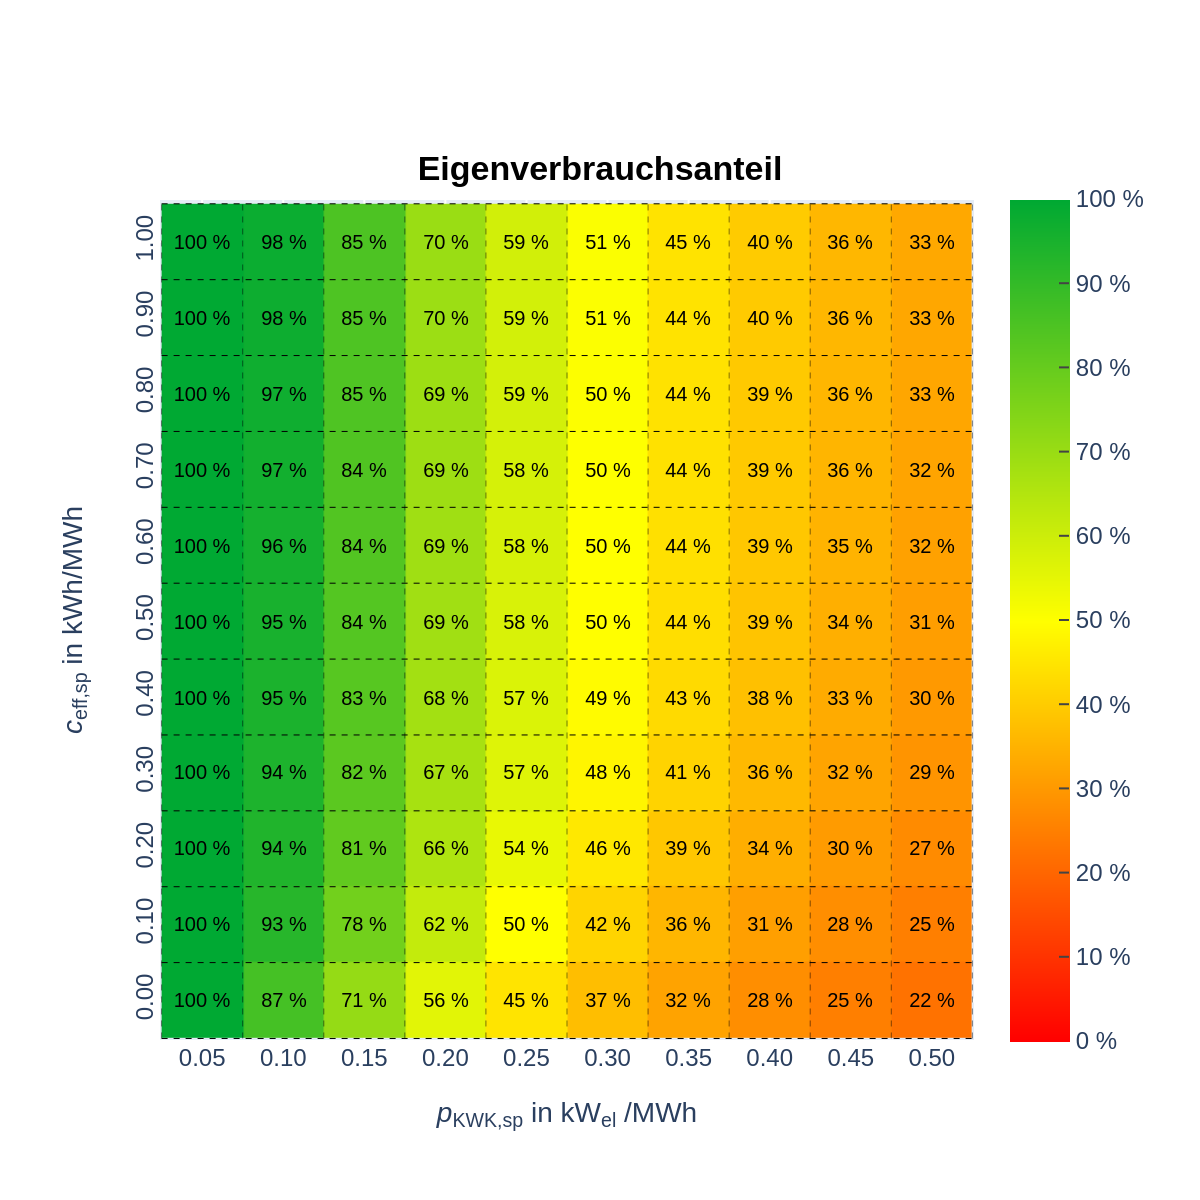 Eigenverbrauchsanteil
1.00 100 % 98 % 85 % 70 % 59 % 51 % 45 % 40 % 36 % 33 %
0.90 100 % 98 % 85 % 70 % 59 % 51 % 44 % 40 % 36 % 33 %
0.80 100 % 97 % 85 % 69 % 59 % 50 % 44 % 39 % 36 % 33 %
0.70 100 % 97 % 84 % 69 % 58 % 50 % 44 % 39 % 36 % 32 %
0.60 100 % 96 % 84 % 69 % 58 % 50 % 44 % 39 % 35 % 32 %
0.50 100 % 95 % 84 % 69 % 58 % 50 % 44 % 39 % 34 % 31 %
0.40 100 % 95 % 83 % 68 % 57 % 49 % 43 % 38 % 33 % 30 %
0.30 100 % 94 % 82 % 67 % 57 % 48 % 41 % 36 % 32 % 29 %
0.20 100 % 94 % 81 % 66 % 54 % 46 % 39 % 34 % 30 % 27 %
0.10 100 % 93 % 78 % 62 % 50 % 42 % 36 % 31 % 28 % 25 %
0.00 100 % 87 % 71 % 56 % 45 % 37 % 32 % 28 % 25 % 22 %
0.05 0.10 0.15 0.20 0.25 0.30 0.35 0.40 0.45 0.50
pKWK,sp in kWel /MWh
ceff,sp in kWh/MWh
100 %
90 %
80 %
70 %
60 %
50 %
40 %
30 %
20 %
10 %
0 %